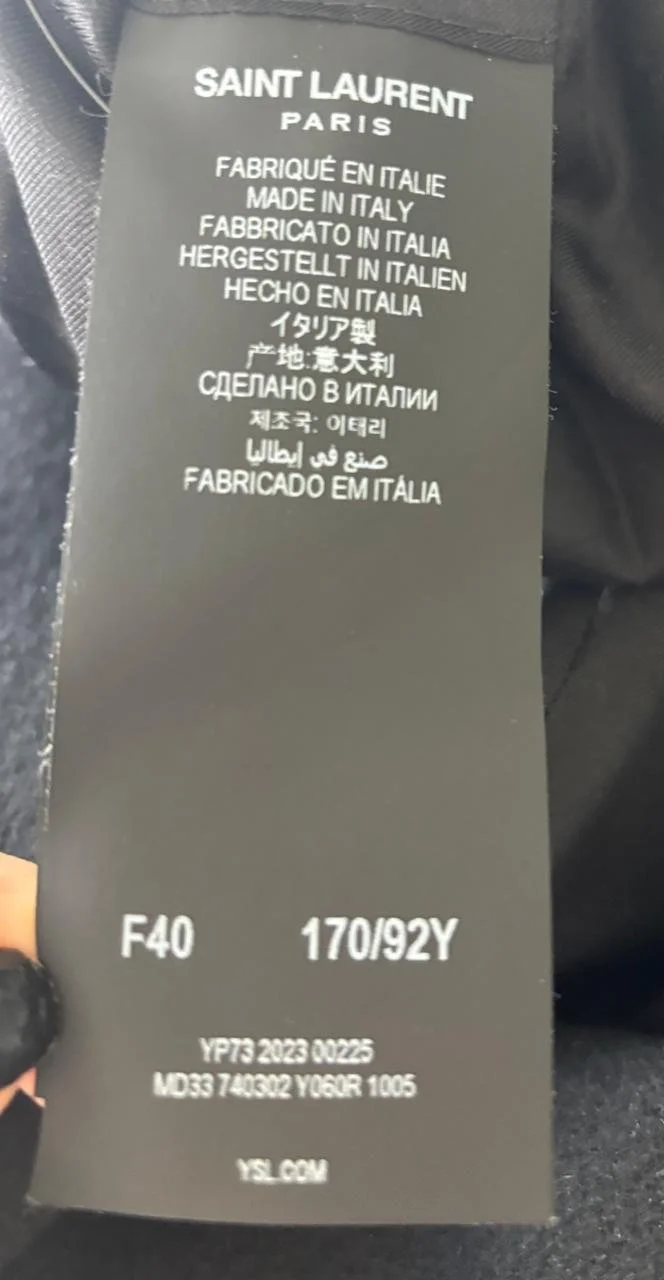 SAINT LAURENT
PARIS
FABRIQUÉ EN ITALIE
MADE IN ITALY
FABBRICATO IN ITALIA
HERGESTELLT IN ITALIEN
HECHO EN ITALIA
イタリア製
产地:意大利
СДЕЛАНО В ИТАЛИИ
제조국: 이태리
صنع في إيطاليا
FABRICADO EM ITÁLIA
F40 170/92Y
YP73 2023 00225
MD33 740302 Y060R 1005
YSL.COM